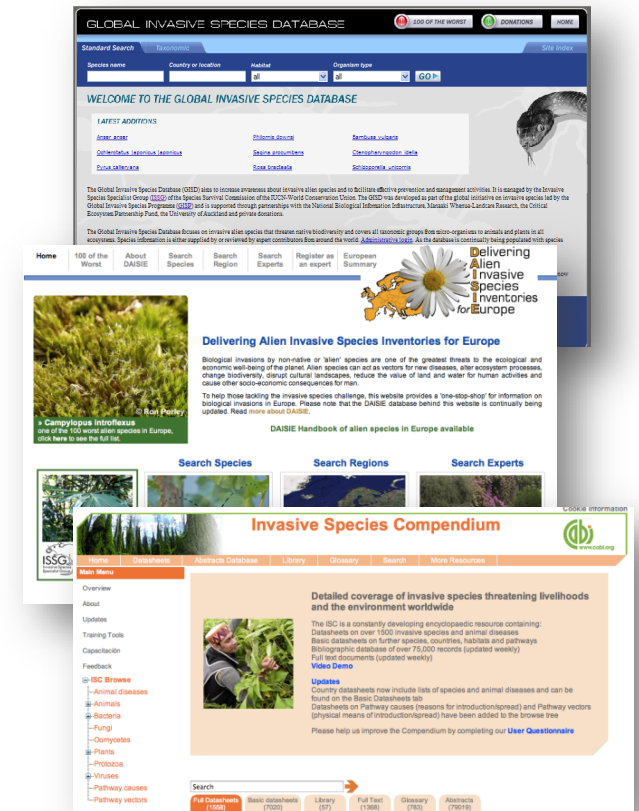 GLOBAL INVASIVE SPECIES DATABASE
100 OF THE WORST
DONATIONS
HOME
Standard Search
Taxonomic
Site Index
Species name
Country or location
Habitat
Organism type
all
all
GO
WELCOME TO THE GLOBAL INVASIVE SPECIES DATABASE
LATEST ADDITIONS
Anser anser
Philornis downsi
Bambusa vulgaris
Ochlerotatus japonicus japonicus
Sagina procumbens
Ctenopharyngodon idella
Pyrus calleryana
Rosa bracteata
Schizoporella unicornis
The Global Invasive Species Database (GISD) aims to increase awareness about invasive alien species and to facilitate effective prevention and management activities. It is managed by the Invasive
Species Specialist Group (ISSG) of the Species Survival Commission of the IUCN-World Conservation Union. The GISD was developed as part of the global initiative on invasive species led by the
Global Invasive Species Programme (GISP) and is supported through partnerships with the National Biological Information Infrastructure, Manaaki Whenua-Landcare Research, the Critical
Ecosystem Partnership Fund, the University of Auckland and private donations.
The Global Invasive Species Database focuses on invasive alien species that threaten native biodiversity and covers all taxonomic groups from micro-organisms to animals and plants in all
ecosystems. Species information is either supplied by or reviewed by expert contributors from around the world. Administrative login. As the database is continually being populated with species
Home
100 of the Worst
About DAISIE
Search Species
Search Region
Search Experts
Register as an expert
European Summary
Delivering
Alien
Invasive
Species
Inventories
for Europe
Delivering Alien Invasive Species Inventories for Europe
Biological invasions by non-native or 'alien' species are one of the greatest threats to the ecological and
economic well-being of the planet. Alien species can act as vectors for new diseases, alter ecosystem processes,
change biodiversity, disrupt cultural landscapes, reduce the value of land and water for human activities and
cause other socio-economic consequences for man.
To help those tackling the invasive species challenge, this website provides a 'one-stop-shop' for information on
biological invasions in Europe. Please note that the DAISIE database behind this website is continually being
updated. Read more about DAISIE.
DAISIE Handbook of alien species in Europe available
© Ron Porley
» Campylopus introflexus
one of the 100 worst alien species in Europe,
click here to see the full list.
Search Species
Search Regions
Search Experts
ISSG
Cookie Information
Invasive Species Compendium
cabi
www.cabi.org
Home
Datasheets
Abstracts Database
Library
Glossary
Search
More Resources
Main Menu
Overview
About
Updates
Training Tools
Capacitación
Feedback
ISC Browse
Animal diseases
Animals
Bacteria
Fungi
Oomycetes
Plants
Protozoa
Viruses
Pathway causes
Pathway vectors
Detailed coverage of invasive species threatening livelihoods
and the environment worldwide
The ISC is a constantly developing encyclopaedic resource containing:
Datasheets on over 1500 invasive species and animal diseases
Basic datasheets on further species, countries, habitats and pathways
Bibliographic database of over 75,000 records (updated weekly)
Full text documents (updated weekly)
Video Demo
Updates
Country datasheets now include lists of species and animal diseases and can be
found on the Basic Datasheets tab
Datasheets on Pathway causes (reasons for introduction/spread) and Pathway vectors
(physical means of introduction/spread) have been added to the browse tree
Please help us improve the Compendium by completing our User Questionnaire
Search
Full Datasheets (1558)
Basic datasheets (7020)
Library (57)
Full Text (1368)
Glossary (783)
Abstracts (79019)